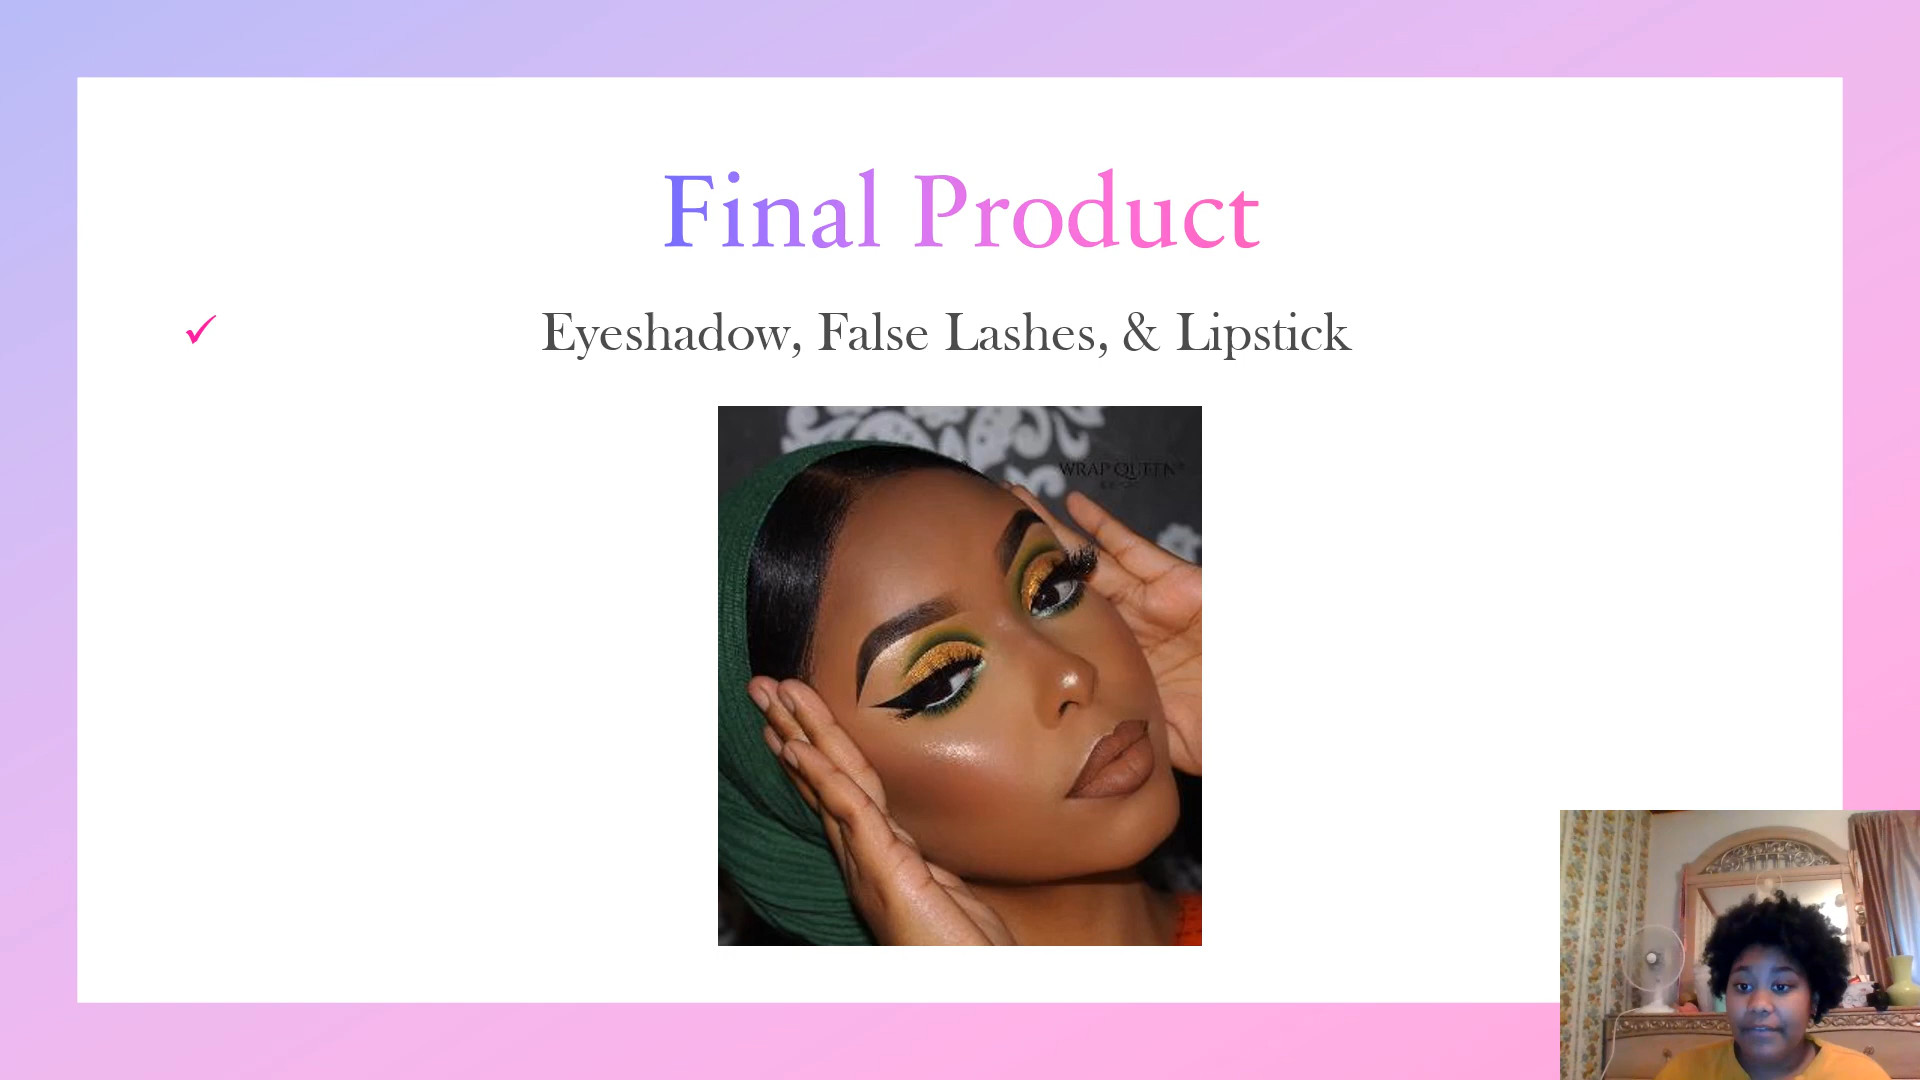 Final Product
✓ Eyeshadow, False Lashes, & Lipstick
WRAP QUEEN®